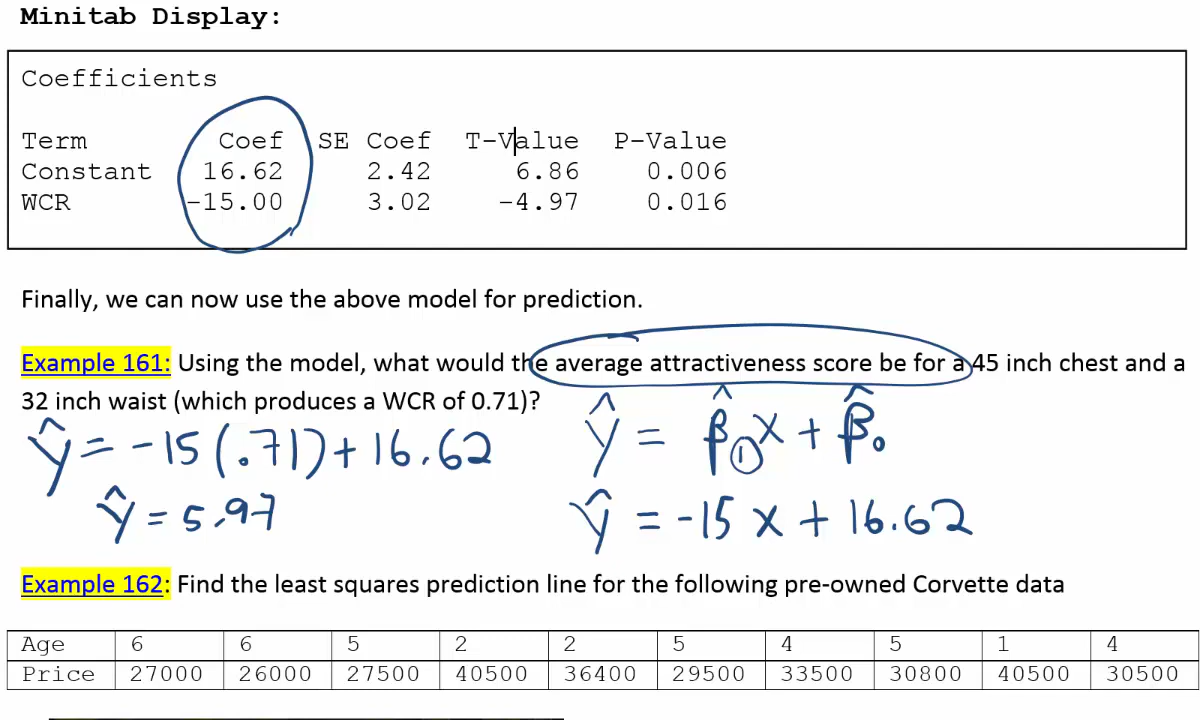 Minitab Display:
Coefficients
Term Coef SE Coef T-Value P-Value
Constant 16.62 2.42 6.86 0.006
WCR -15.00 3.02 -4.97 0.016
Finally, we can now use the above model for prediction.
Example 161: Using the model, what would the average attractiveness score be for a 45 inch chest and a
32 inch waist (which produces a WCR of 0.71)?
ŷ = -15(.71)+16.62
ŷ = 5.97
ŷ = β̂₁x + β̂₀
ŷ = -15x + 16.62
Example 162: Find the least squares prediction line for the following pre-owned Corvette data
Age 6 6 5 2 2 5 4 5 1 4
Price 27000 26000 27500 40500 36400 29500 33500 30800 40500 30500